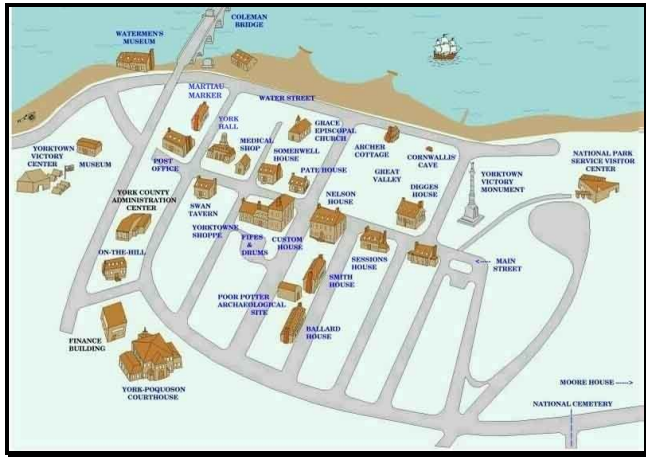 COLEMAN
BRIDGE
WATERMEN'S
MUSEUM
MARTIAU
MARKER
WATER STREET
YORK
HALL
GRACE
EPISCOPAL
CHURCH
MEDICAL
SHOP
SOMERWELL
HOUSE
ARCHER
COTTAGE
CORNWALLIS'
CAVE
YORKTOWN
VICTORY
CENTER
MUSEUM
POST
OFFICE
PATE HOUSE
GREAT
VALLEY
YORKTOWN
VICTORY
MONUMENT
NATIONAL PARK
SERVICE VISITOR
CENTER
YORK COUNTY
ADMINISTRATION
CENTER
SWAN
TAVERN
NELSON
HOUSE
DIGGES
HOUSE
YORKTOWNE
SHOPPE
FIFES
&
DRUMS
CUSTOM
HOUSE
ON-THE-HILL
SESSIONS
HOUSE
<---- MAIN
STREET
SMITH
HOUSE
POOR POTTER
ARCHAEOLOGICAL
SITE
BALLARD
HOUSE
FINANCE
BUILDING
YORK-POQUOSON
COURTHOUSE
MOORE HOUSE ---->
NATIONAL CEMETERY